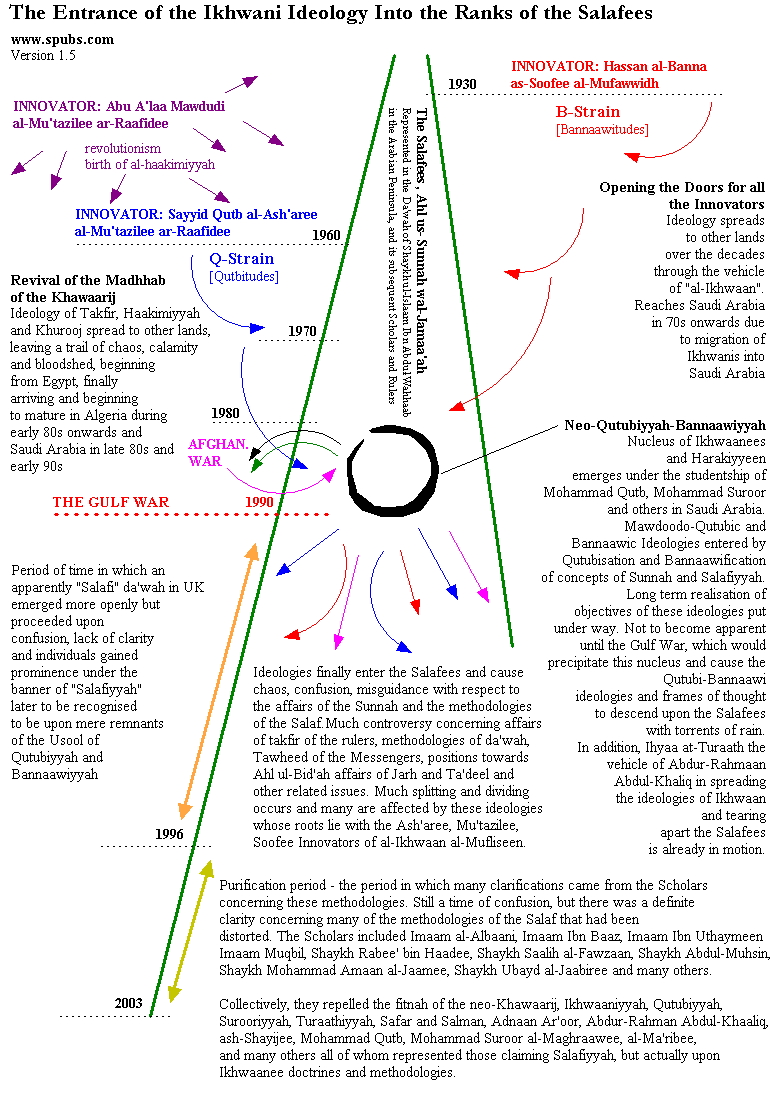 The Entrance of the Ikhwani Ideology Into the Ranks of the Salafees
www.spubs.com
Version 1.5
INNOVATOR: Abu A'laa Mawdudi
al-Mu'tazilee ar-Raafidee
revolutionism
birth of al-haakimiyyah
INNOVATOR: Sayyid Qutb al-Ash'aree
al-Mu'tazilee ar-Raafidee
1960
Q-Strain
[Qutbitudes]
Revival of the Madhhab
of the Khawaarij
Ideology of Takfir, Haakimiyyah
and Khurooj spread to other lands,
leaving a trail of chaos, calamity
and bloodshed, beginning
from Egypt, finally
arriving and beginning
to mature in Algeria during
early 80s onwards and
Saudi Arabia in late 80s and
early 90s
1970
1980
AFGHAN.
WAR
THE GULF WAR
1990
The Salafees , Ahl us- Sunnah wal-Jamaa'ah
Represented in the Da'wah of Shaykh ul-Islaam Ibn Abdul-Wahhaab
in the Arabian Peninsula, and its subsequent Scholars and Rulers
1930
INNOVATOR: Hassan al-Banna
as-Soofee al-Mufawwidh
B-Strain
[Bannaawitudes]
Opening the Doors for all
the Innovators
Ideology spreads
to other lands
over the decades
through the vehicle
of "al-Ikhwaan".
Reaches Saudi Arabia
in 70s onwards due
to migration of
Ikhwanis into
Saudi Arabia
Neo-Qutubiyyah-Bannaawiyyah
Nucleus of Ikhwaanees
and Harakiyyeen
emerges under the studentship of
Mohammad Qutb, Mohammad Suroor
and others in Saudi Arabia.
Mawdoodo-Qutubic and
Bannaawic Ideologies entered by
Qutubisation and Bannaawification
of concepts of Sunnah and Salafiyyah.
Long term realisation of
objectives of these ideologies put
under way. Not to become apparent
until the Gulf War, which would
precipitate this nucleus and cause the
Qutubi-Bannaawi
ideologies and frames of thought
to descend upon the Salafees
with torrents of rain.
In addition, Ihyaa at-Turaath the
vehicle of Abdur-Rahmaan
Abdul-Khaliq in spreading
the ideologies of Ikhwaan
and tearing
apart the Salafees
is already in motion.
Period of time in which an
apparently "Salafi" da'wah in UK
emerged more openly but
proceeded upon
confusion, lack of clarity
and individuals gained
prominence under the
banner of "Salafiyyah"
later to be recognised
to be upon mere remnants
of the Usool of
Qutubiyyah and
Bannaawiyyah
Ideologies finally enter the Salafees and cause
chaos, confusion, misguidance with respect to
the affairs of the Sunnah and the methodologies
of the Salaf.Much controversy concerning affairs
of takfir of the rulers, methodologies of da'wah,
Tawheed of the Messengers, positions towards
Ahl ul-Bid'ah affairs of Jarh and Ta'deel and
other related issues. Much splitting and dividing
occurs and many are affected by these ideologies
whose roots lie with the Ash'aree, Mu'tazilee,
Soofee Innovators of al-Ikhwaan al-Mufliseen.
1996
Purification period - the period in which many clarifications came from the Scholars
concerning these methodologies. Still a time of confusion, but there was a definite
clarity concerning many of the methodologies of the Salaf that had been
distorted. The Scholars included Imaam al-Albaani, Imaam Ibn Baaz, Imaam Ibn Uthaymeen
Imaam Muqbil, Shaykh Rabee' bin Haadee, Shaykh Saalih al-Fawzaan, Shaykh Abdul-Muhsin,
Shaykh Mohammad Amaan al-Jaamee, Shaykh Ubayd al-Jaabiree and many others.
2003
Collectively, they repelled the fitnah of the neo-Khawaarij, Ikhwaaniyyah, Qutubiyyah,
Surooriyyah, Turaathiyyah, Safar and Salman, Adnaan Ar'oor, Abdur-Rahman Abdul-Khaaliq,
ash-Shayijee, Mohammad Qutb, Mohammad Suroor al-Maghraawee, al-Ma'ribee,
and many others all of whom represented those claiming Salafiyyah, but actually upon
Ikhwaanee doctrines and methodologies.